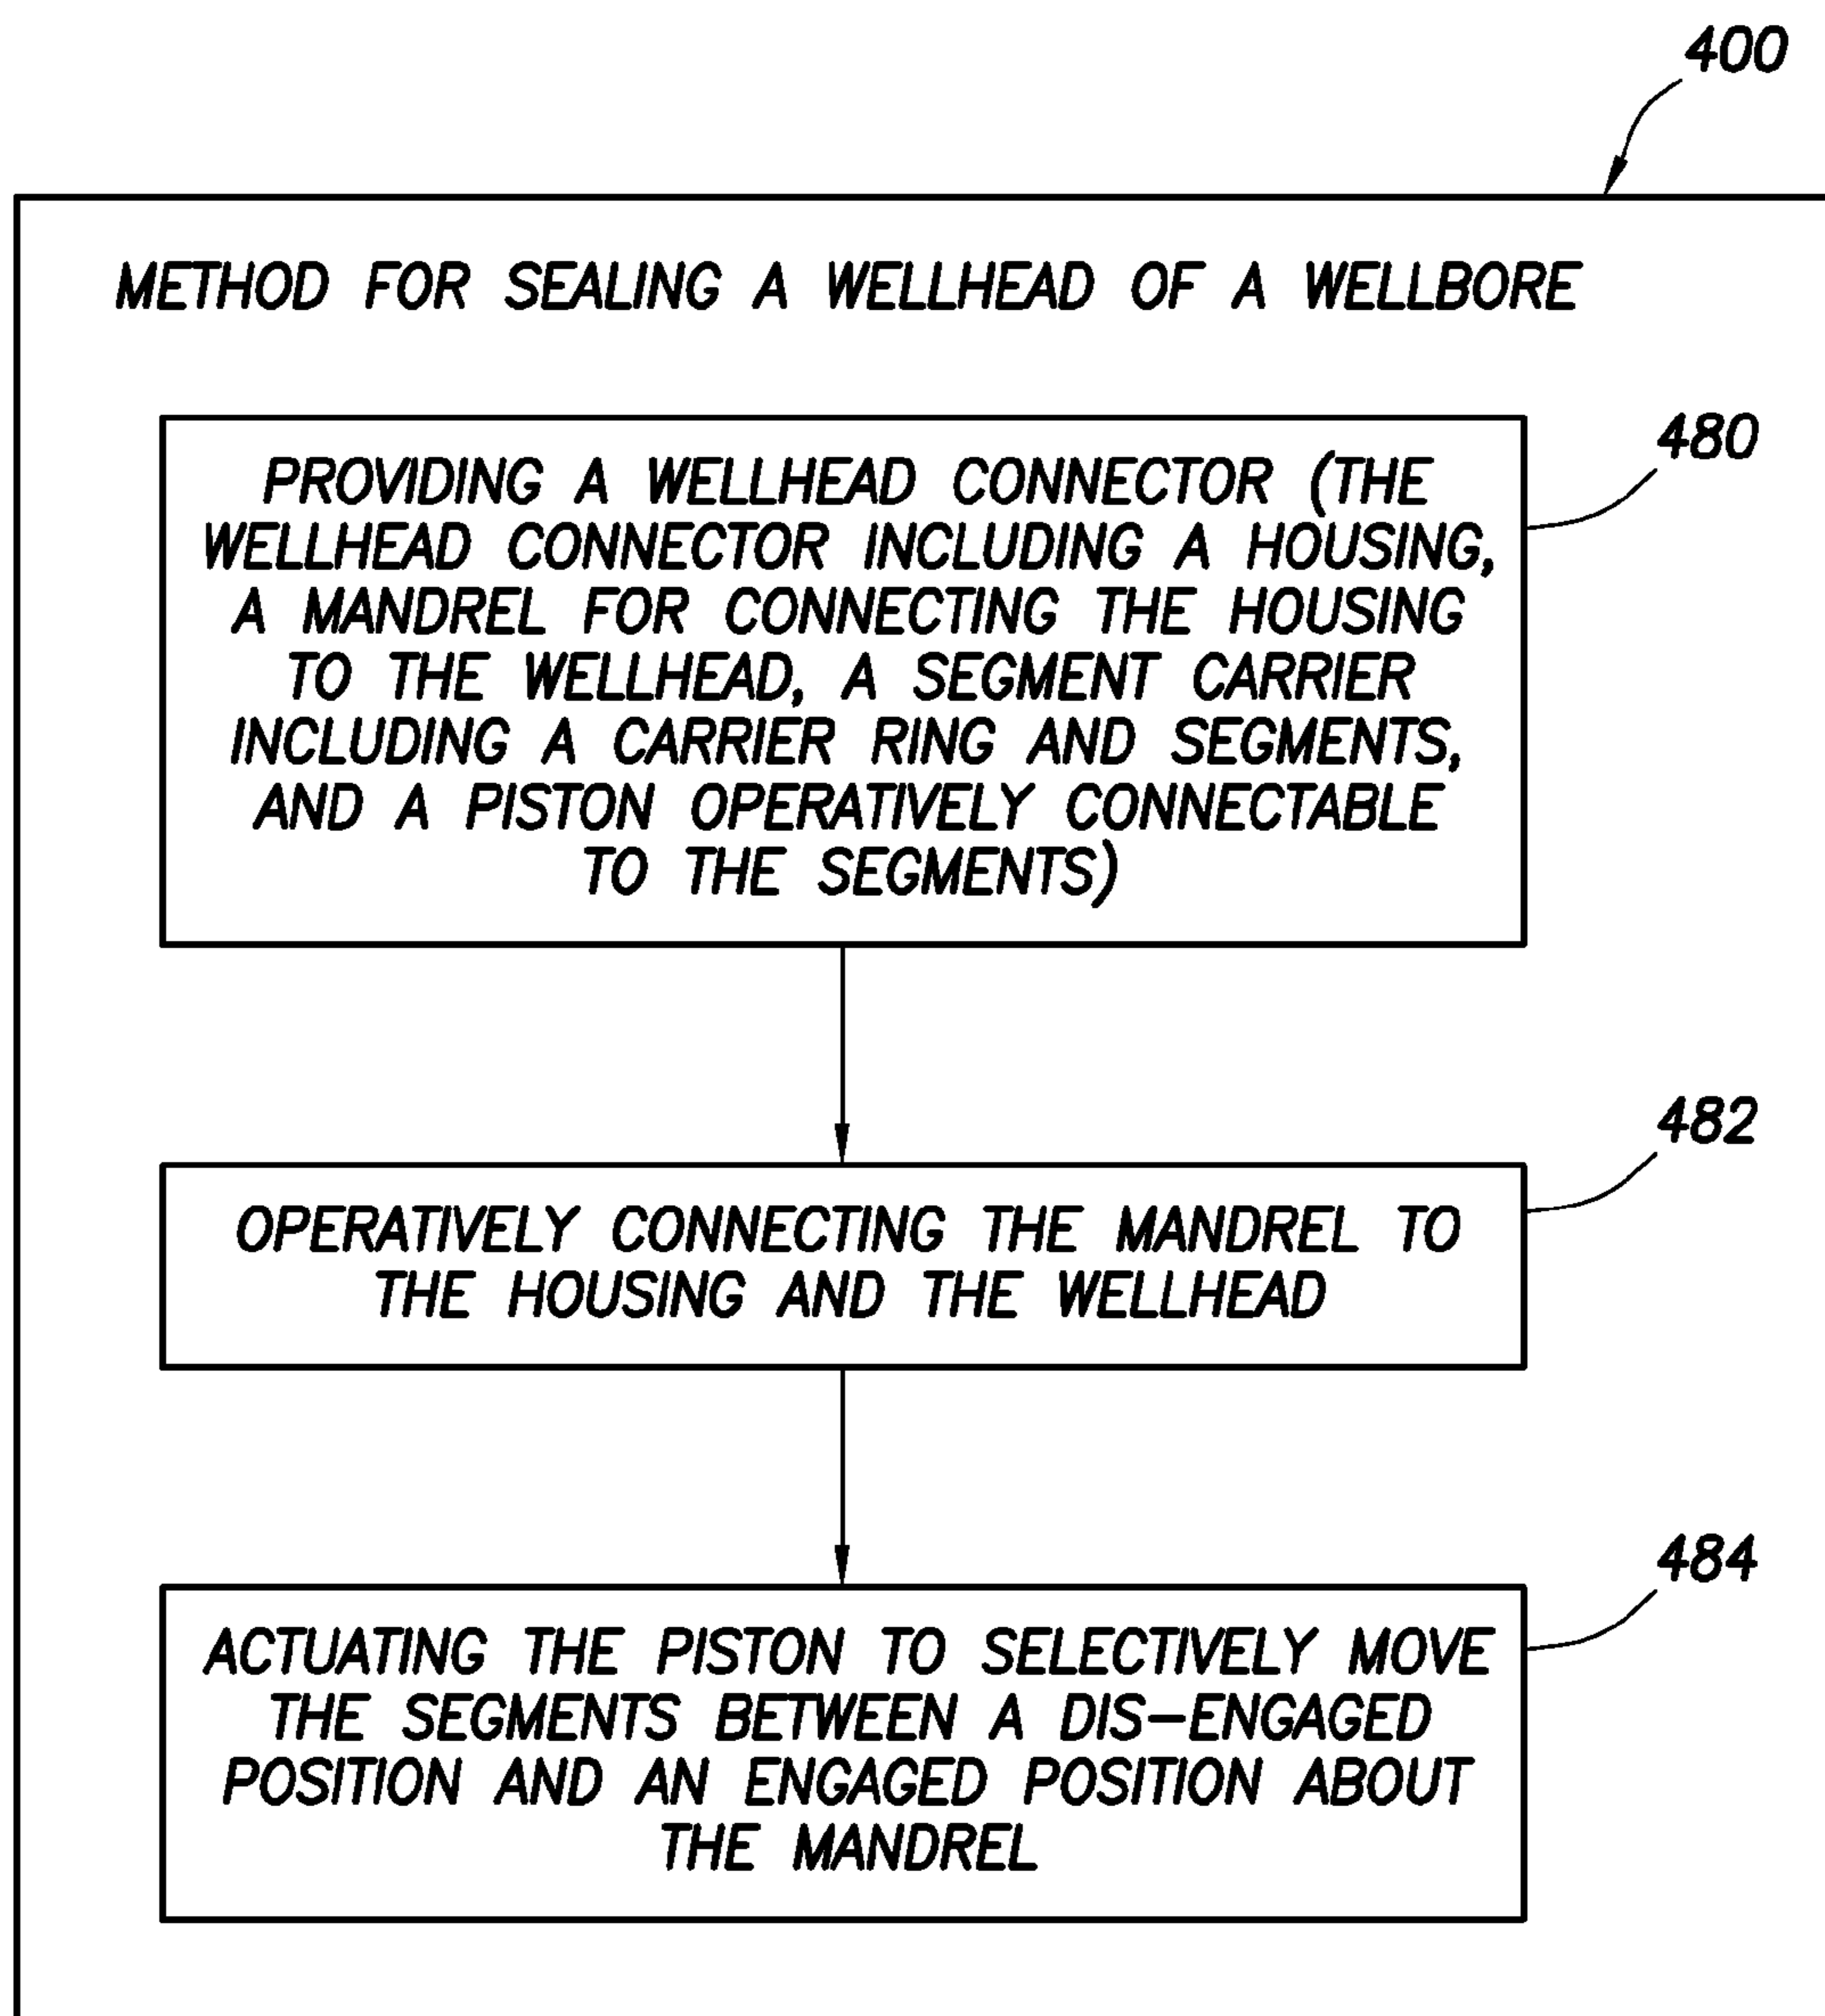 400
METHOD FOR SEALING A WELLHEAD OF A WELLBORE
480
PROVIDING A WELLHEAD CONNECTOR (THE
WELLHEAD CONNECTOR INCLUDING A HOUSING,
A MANDREL FOR CONNECTING THE HOUSING
TO THE WELLHEAD, A SEGMENT CARRIER
INCLUDING A CARRIER RING AND SEGMENTS,
AND A PISTON OPERATIVELY CONNECTABLE
TO THE SEGMENTS)
482
OPERATIVELY CONNECTING THE MANDREL TO
THE HOUSING AND THE WELLHEAD
484
ACTUATING THE PISTON TO SELECTIVELY MOVE
THE SEGMENTS BETWEEN A DIS-ENGAGED
POSITION AND AN ENGAGED POSITION ABOUT
THE MANDREL